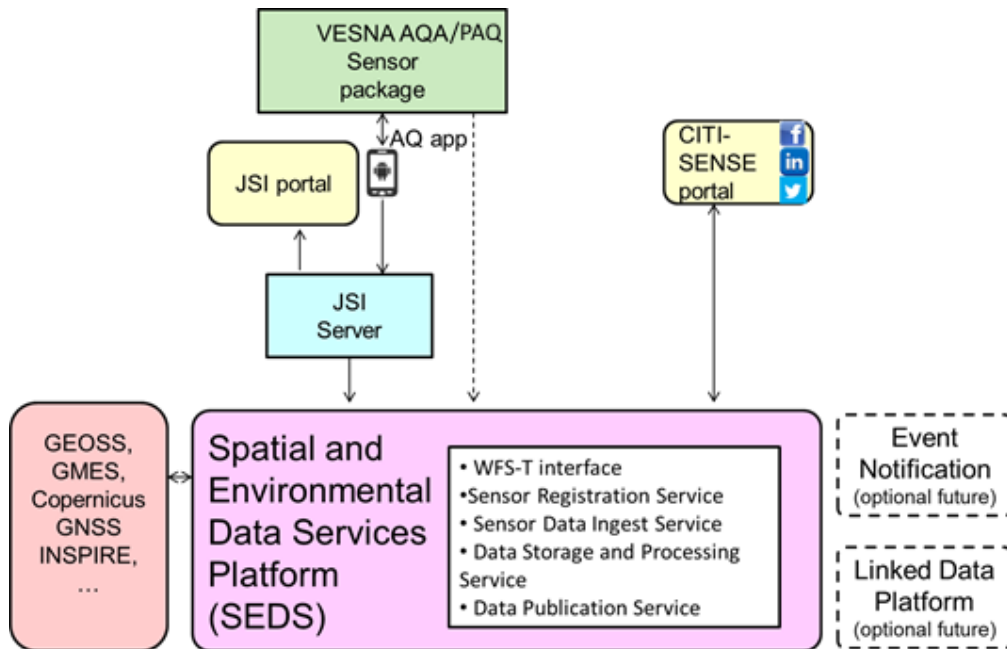 VESNA AQA/PAQ
Sensor
package
AQ app
JSI portal
CITI-
SENSE
portal
f
in
JSI
Server
GEOSS,
GMES,
Copernicus
GNSS
INSPIRE,
...
Spatial and
Environmental
Data Services
Platform
(SEDS)
• WFS-T interface
•Sensor Registration Service
• Sensor Data Ingest Service
• Data Storage and Processing
Service
• Data Publication Service
Event
Notification
(optional future)
Linked Data
Platform
(optional future)